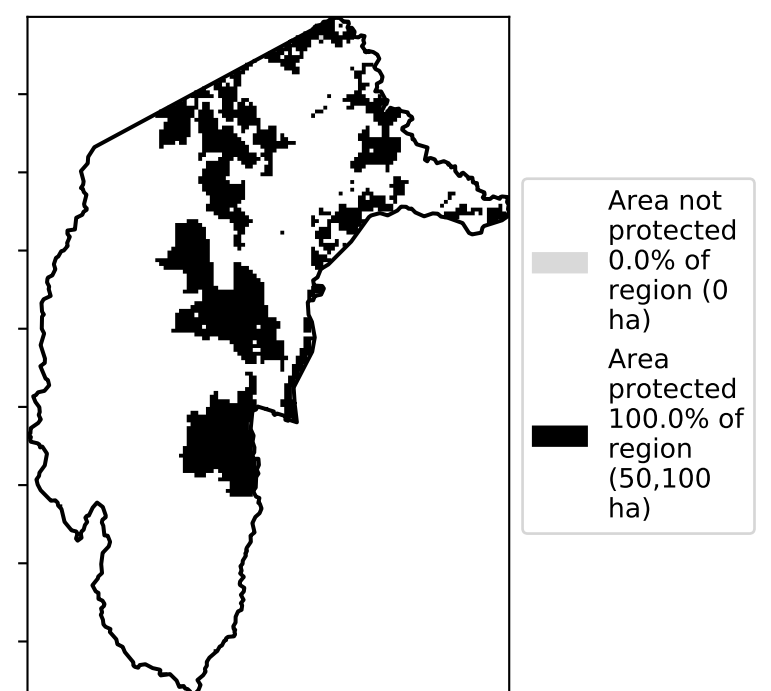 Area not
protected
0.0% of
region (0
ha)
Area
protected
100.0% of
region
(50,100
ha)